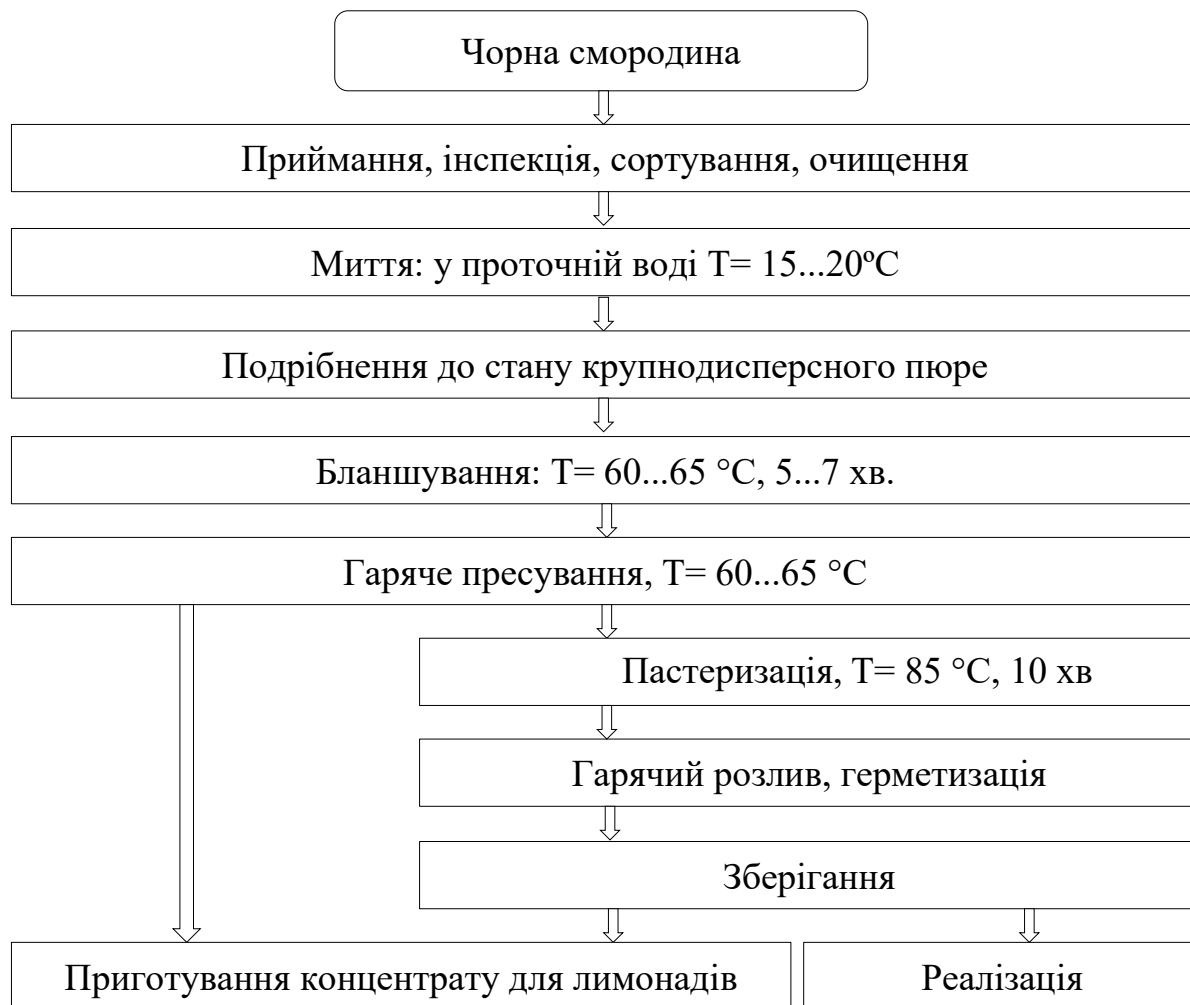 Чорна смородина
Приймання, інспекція, сортування, очищення
Миття: у проточній воді Т= 15...20ºС
Подрібнення до стану крупнодисперсного пюре
Бланшування: Т= 60...65 °С, 5...7 хв.
Гаряче пресування, Т= 60...65 °С
Пастеризація, Т= 85 °С, 10 хв
Гарячий розлив, герметизація
Зберігання
Приготування концентрату для лимонадів
Реалізація